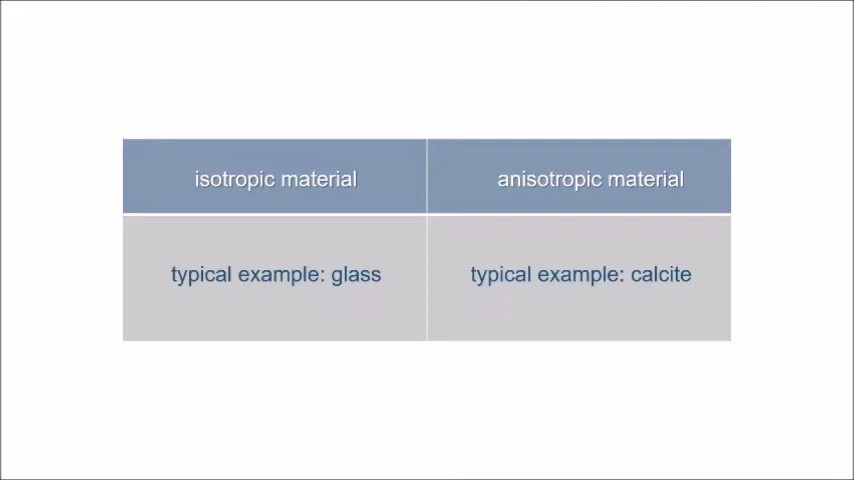 isotropic material
anisotropic material
typical example: glass
typical example: calcite